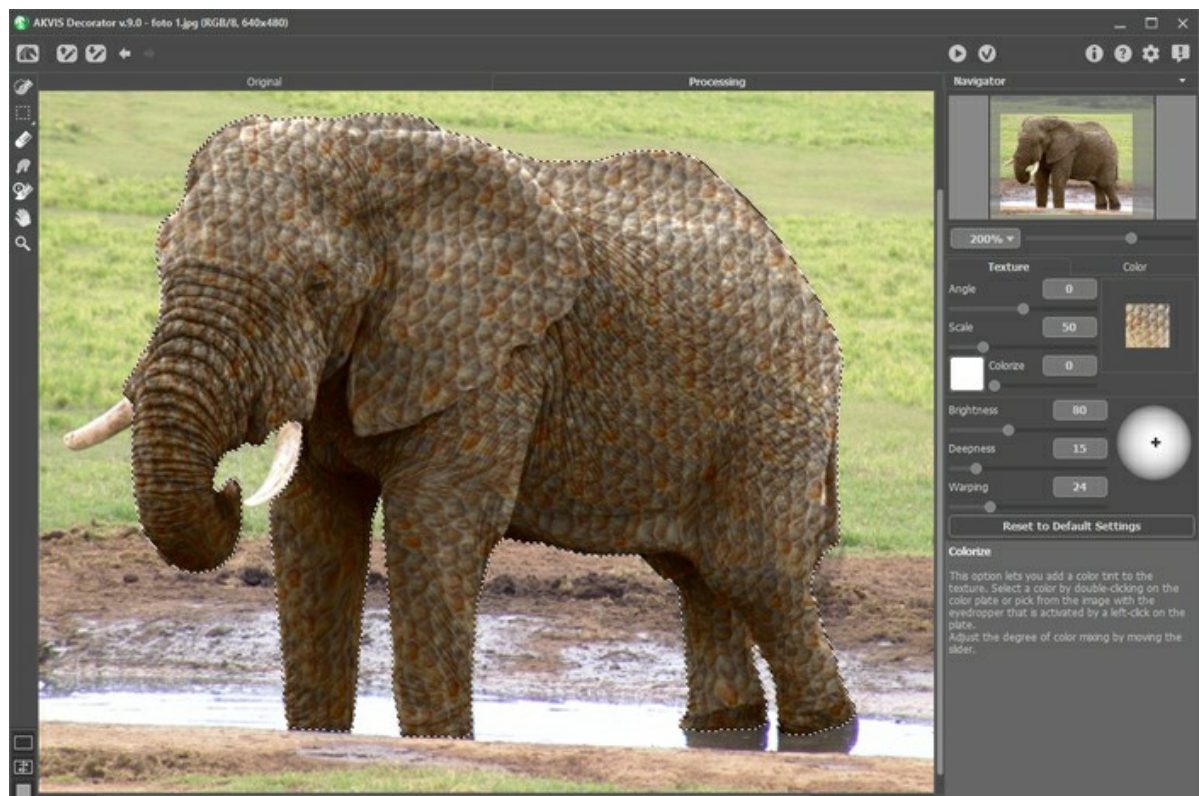 AKVIS Decorator v.9.0 - foto 1.jpg (RGB/8, 640x480)
Original
Processing
Navigator
200%
Texture
Color
Angle
0
Scale
50
Colorize
0
Brightness
80
Deepness
15
Warping
24
Reset to Default Settings
Colorize
This option lets you add a color tint to the
texture. Select a color by double-clicking on the
color plate or pick from the image with the
eyedropper that is activated by a left-click on the
plate.
Adjust the degree of color mixing by moving the
slider.